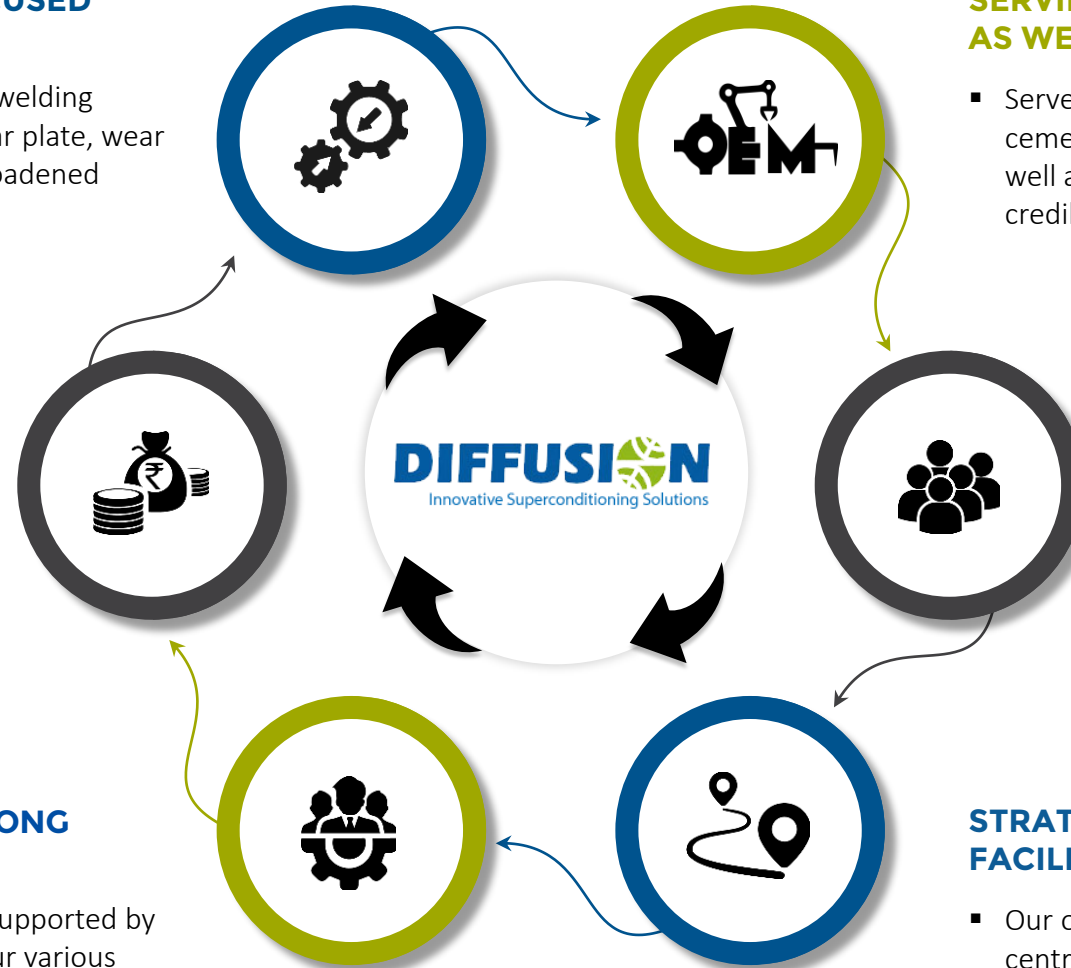 USED
welding
ar plate, wear
oadened
OEM
SERVI
AS WE
Serve
ceme
well a
credi
DIFFUSION
Innovative Superconditioning Solutions
₹
ONG
upported by
ur various
STRAT
FACILI
Our c
centr